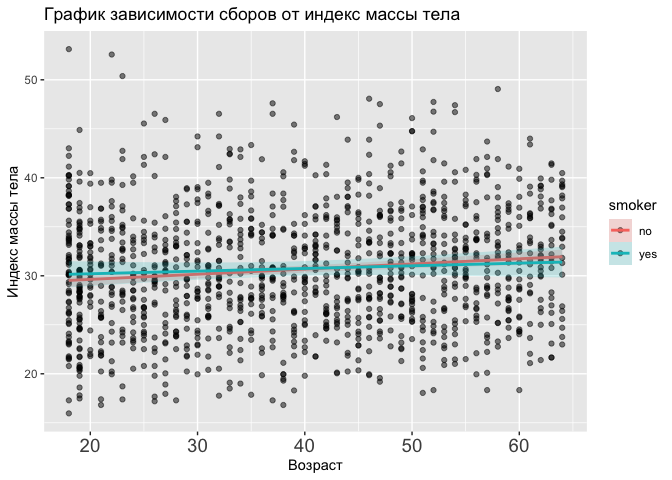 График зависимости сборов от индекс массы тела
Индекс массы тела
50
40
30
20
20
30
40
50
60
Возраст
smoker
no
yes